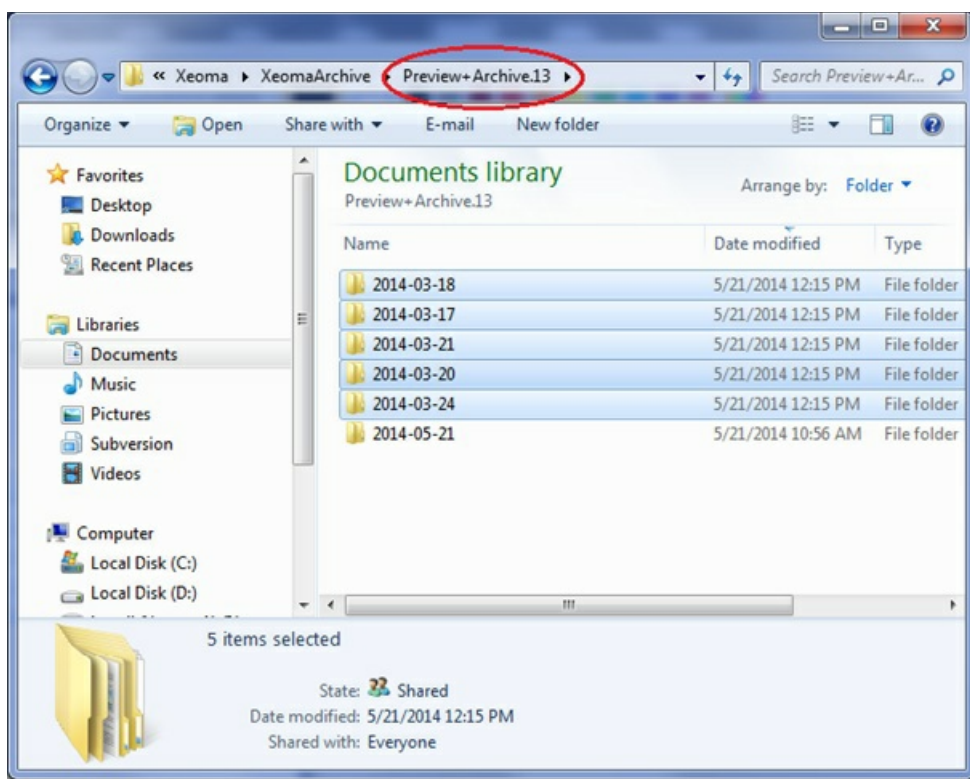 « Xeoma ▸ XeomaArchive ▸ Preview+Archive.13 ▸ Search Preview+Ar...
Organize Open Share with E-mail New folder
Favorites
Desktop
Downloads
Recent Places
Libraries
Documents
Music
Pictures
Subversion
Videos
Computer
Local Disk (C:)
Local Disk (D:)
Documents library
Preview+Archive.13
Arrange by: Folder
Name Date modified Type
2014-03-18 5/21/2014 12:15 PM File folder
2014-03-17 5/21/2014 12:15 PM File folder
2014-03-21 5/21/2014 12:15 PM File folder
2014-03-20 5/21/2014 12:15 PM File folder
2014-03-24 5/21/2014 12:15 PM File folder
2014-05-21 5/21/2014 10:56 AM File folder
5 items selected
State: Shared
Date modified: 5/21/2014 12:15 PM
Shared with: Everyone